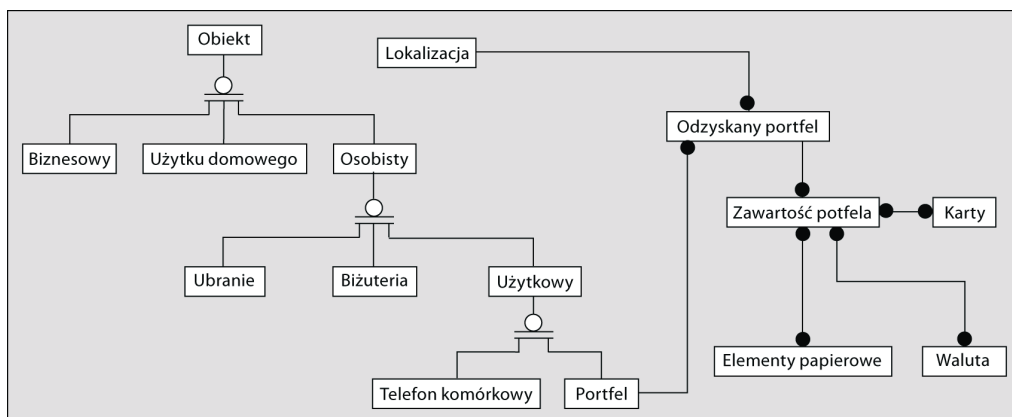 Obiekt
Lokalizacja
Odzyskany portfel
Biznesowy
Użytku domowego
Osobisty
Zawartość potfela
Karty
Ubranie
Biżuteria
Użytkowy
Elementy papierowe
Waluta
Telefon komórkowy
Portfel